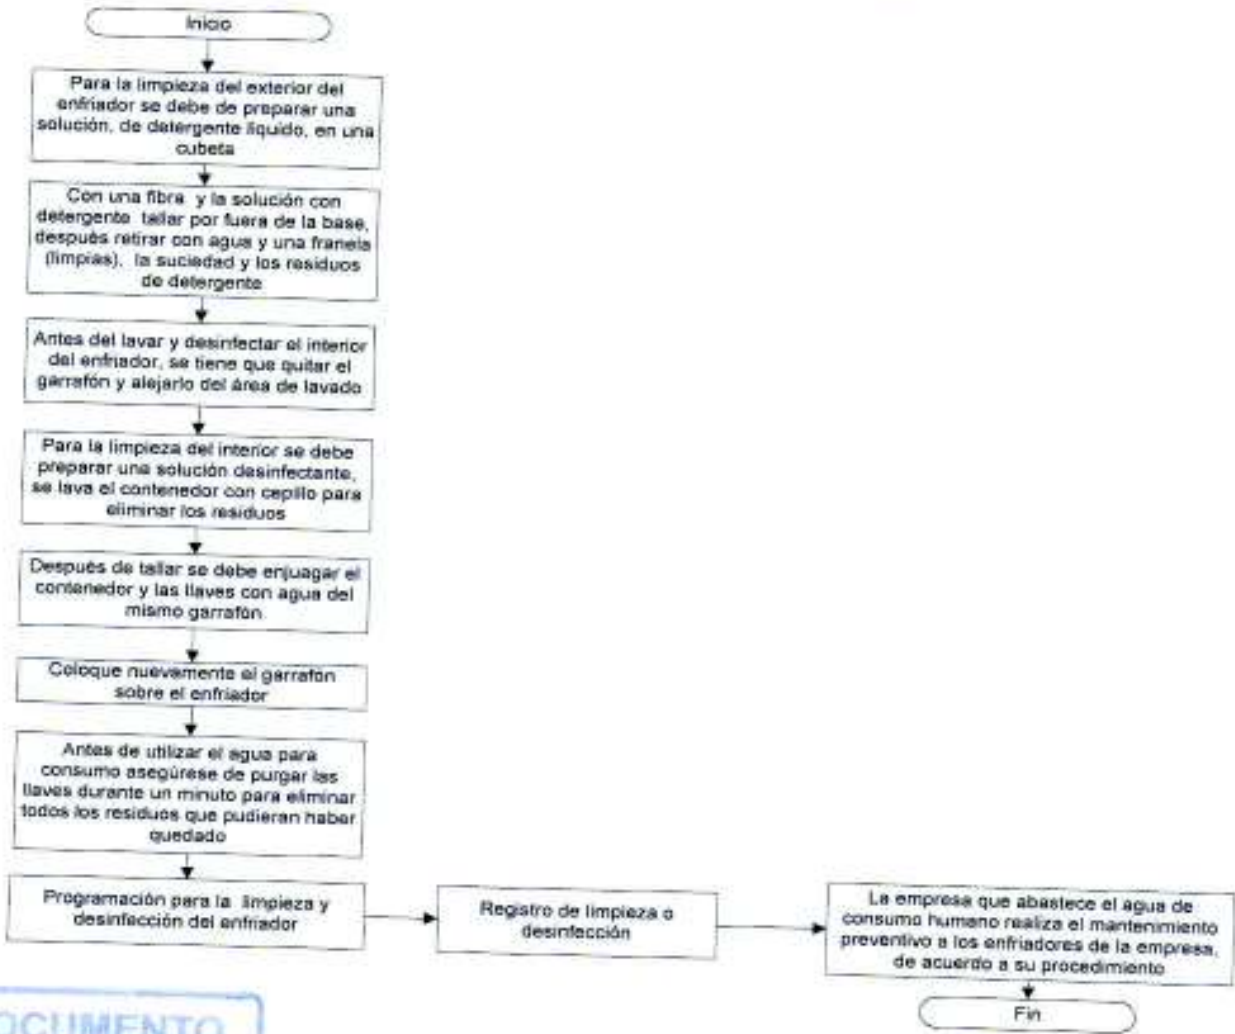 Inicio
Para la limpieza del exterior del
enfriador se debe de preparar una
solución, de detergente líquido, en una
cubeta
Con una fibra y la solución con
detergente tallar por fuera de la base,
después retirar con agua y una franela
(limpias), la suciedad y los residuos
de detergente
Antes del lavar y desinfectar el interior
del enfriador, se tiene que quitar el
garrafón y alejarlo del área de lavado
Para la limpieza del interior se debe
preparar una solución desinfectante,
se lava el contenedor con cepillo para
eliminar los residuos
Después de tallar se debe enjuagar el
contenedor y las llaves con agua del
mismo garrafón.
Coloque nuevamente el garrafón
sobre el enfriador
Antes de utilizar el agua para
consumo asegúrese de purgar las
llaves durante un minuto para eliminar
todos los residuos que pudieran haber
quedado
Programación para la limpieza y
desinfección del enfriador
Registro de limpieza o
desinfección
La empresa que abastece el agua de
consumo humano realiza el mantenimiento
preventivo a los enfriadores de la empresa,
de acuerdo a su procedimiento
Fin
OCUMENTO